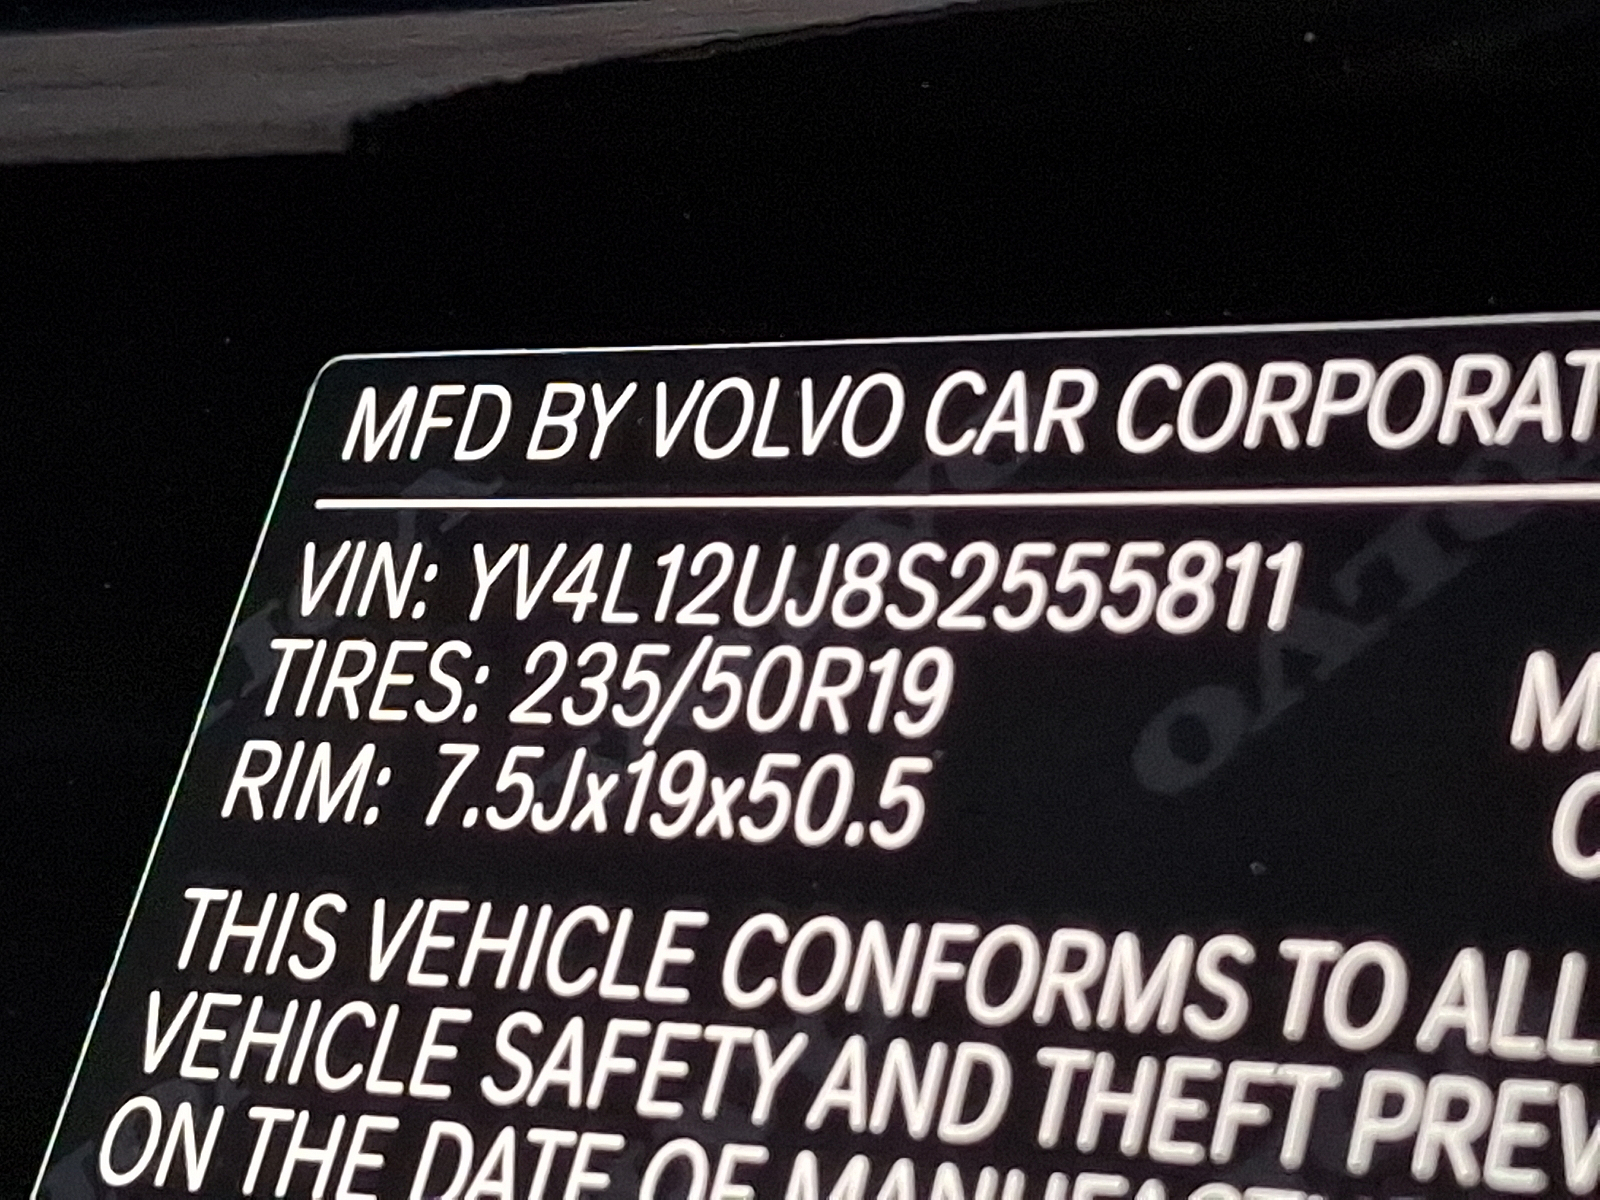 MFD BY VOLVO CAR CORPORAT
VIN: YV4L12UJ8S2555811
TIRES: 235/50R19
RIM: 7.5Jx19x50.5
THIS VEHICLE CONFORMS TO ALL
VEHICLE SAFETY AND THEFT PREV
ON THE DATE OF MANUFACT